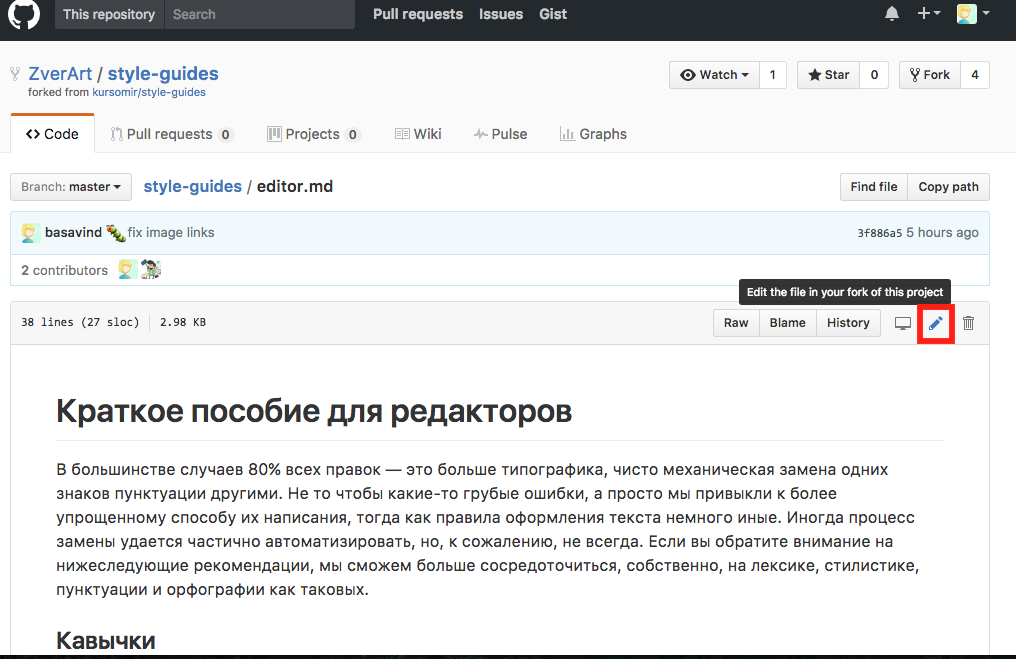 This repository Search Pull requests Issues Gist
ZverArt / style-guides Watch 1 Star 0 Fork 4
forked from kursomir/style-guides
Code Pull requests 0 Projects 0 Wiki Pulse Graphs
Branch: master style-guides / editor.md Find file Copy path
basavind fix image links 3f886a5 5 hours ago
2 contributors
Edit the file in your fork of this project
38 lines (27 sloc) 2.98 KB Raw Blame History
Краткое пособие для редакторов
В большинстве случаев 80% всех правок — это больше типографика, чисто механическая замена одних
знаков пунктуации другими. Не то чтобы какие-то грубые ошибки, а просто мы привыкли к более
упрощенному способу их написания, тогда как правила оформления текста немного иные. Иногда процесс
замены удается частично автоматизировать, но, к сожалению, не всегда. Если вы обратите внимание на
нижеследующие рекомендации, мы сможем больше сосредоточиться, собственно, на лексике, стилистике,
пунктуации и орфографии как таковых.
Кавычки